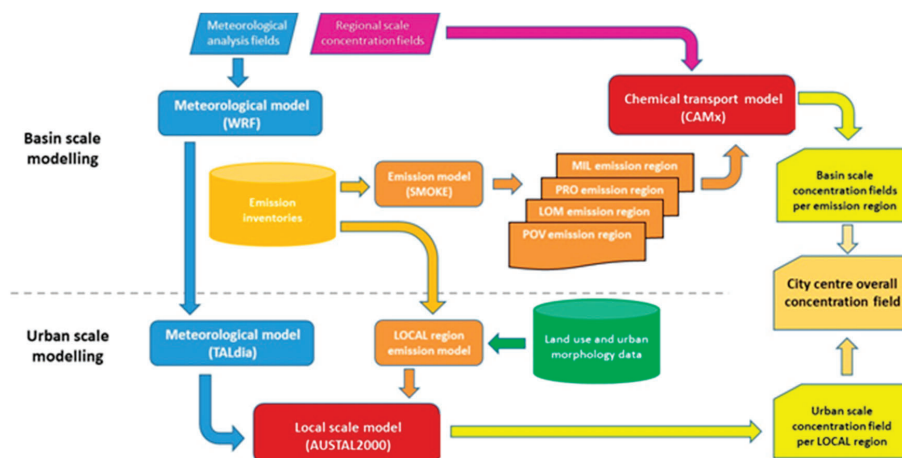 Meteorological
analysis fields
Regional scale
concentration fields
Meteorological model
(WRF)
Chemical transport model
(CAMx)
Basin scale
modelling
Emission
inventories
Emission model
(SMOKE)
MIL emission region
PRO emission region
LOM emission region
POV emission region
Basin scale
concentration fields
per emission region
City centre overall
concentration field
Urban scale
modelling
Meteorological model
(TALdia)
LOCAL region
emission model
Land use and urban
morphology data
Local scale model
(AUSTAL2000)
Urban scale
concentration field
per LOCAL region